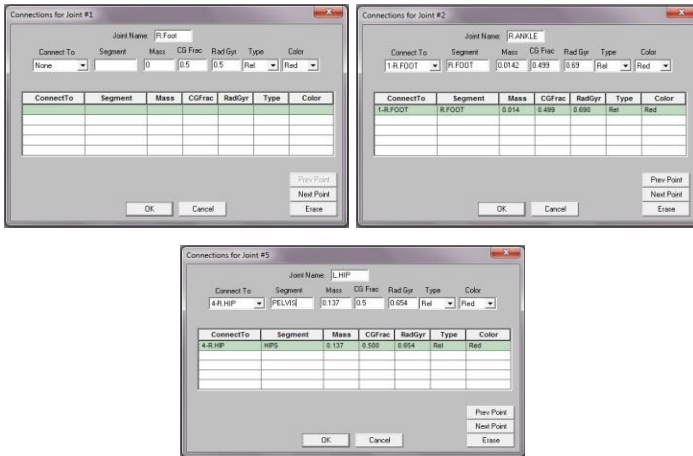 Connections for Joint #1
Joint Name: R.Foot
Connect To Segment Mass CG Frac Rad Gyr Type Color
None 0 0.5 0.5 Rel Red
ConnectTo Segment Mass CGFrac RadGyr Type Color
Prev Point
Next Point
OK Cancel Erase
Connections for Joint #2
Joint Name: R.ANKLE
Connect To Segment Mass CG Frac Rad Gyr Type Color
1-R.FOOT R.FOOT 0.0142 0.499 0.69 Rel Red
ConnectTo Segment Mass CGFrac RadGyr Type Color
1-R.FOOT R.FOOT 0.014 0.499 0.690 Rel Red
Prev Point
Next Point
OK Cancel Erase
Connections for Joint #5
Joint Name: L.HIP
Connect To Segment Mass CG Frac Rad Gyr Type Color
4-R.HIP PELVIS 0.137 0.5 0.654 Rel Red
ConnectTo Segment Mass CGFrac RadGyr Type Color
4-R.HIP HIPS 0.137 0.500 0.654 Rel Red
Prev Point
Next Point
OK Cancel Erase